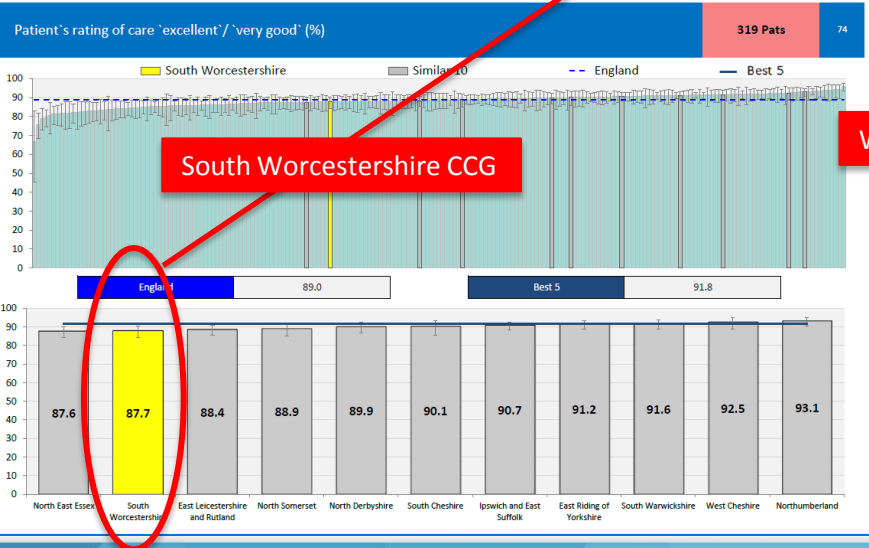 Patient`s rating of care `excellent`/ `very good` (%)
319 Pats
74
South Worcestershire
Similar 10
England
Best 5
100
90
80
70
60
50
40
30
20
10
0
South Worcestershire CCG
W
England
89.0
Best 5
91.8
100
90
80
70
60
50
40
30
20
10
0
87.6
87.7
88.4
88.9
89.9
90.1
90.7
91.2
91.6
92.5
93.1
North East Essex
South
Worcestershire
East Leicestershire
and Rutland
North Somerset
North Derbyshire
South Cheshire
Ipswich and East
Suffolk
East Riding of
Yorkshire
South Warwickshire
West Cheshire
Northumberland